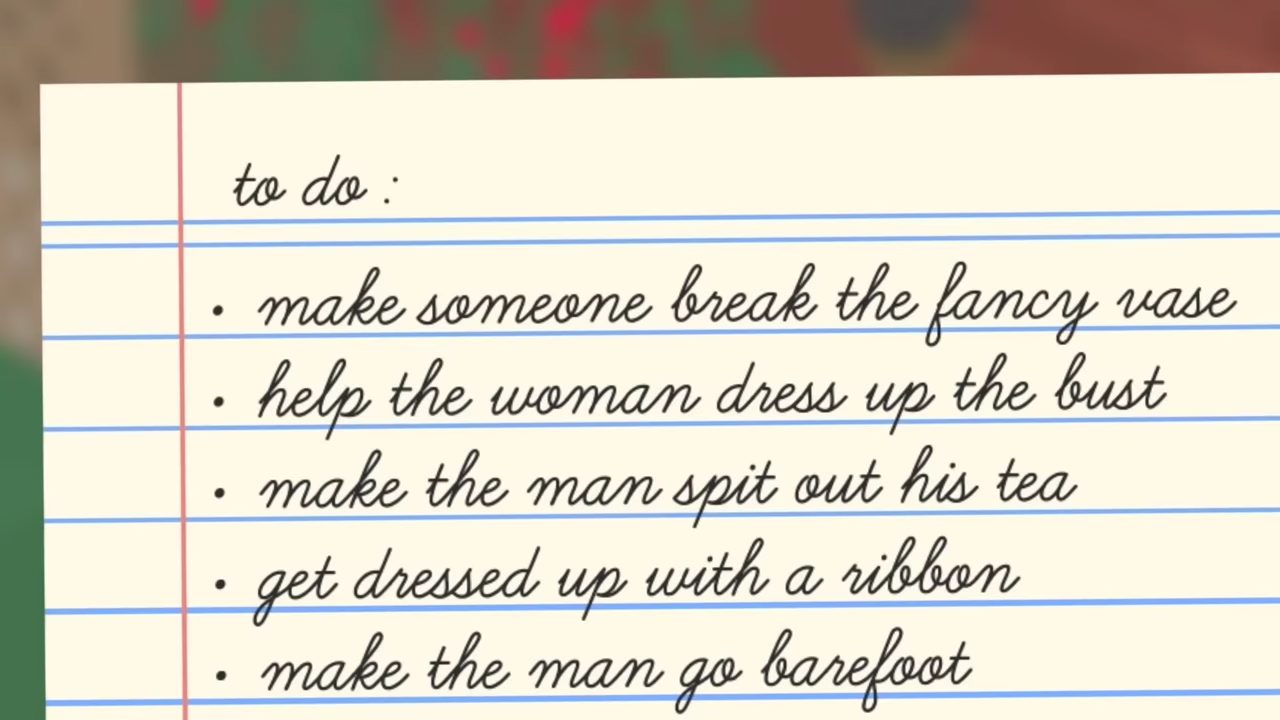 to do :
• make someone break the fancy vase
• help the woman dress up the bust
• make the man spit out his tea
• get dressed up with a ribbon
• make the man go barefoot